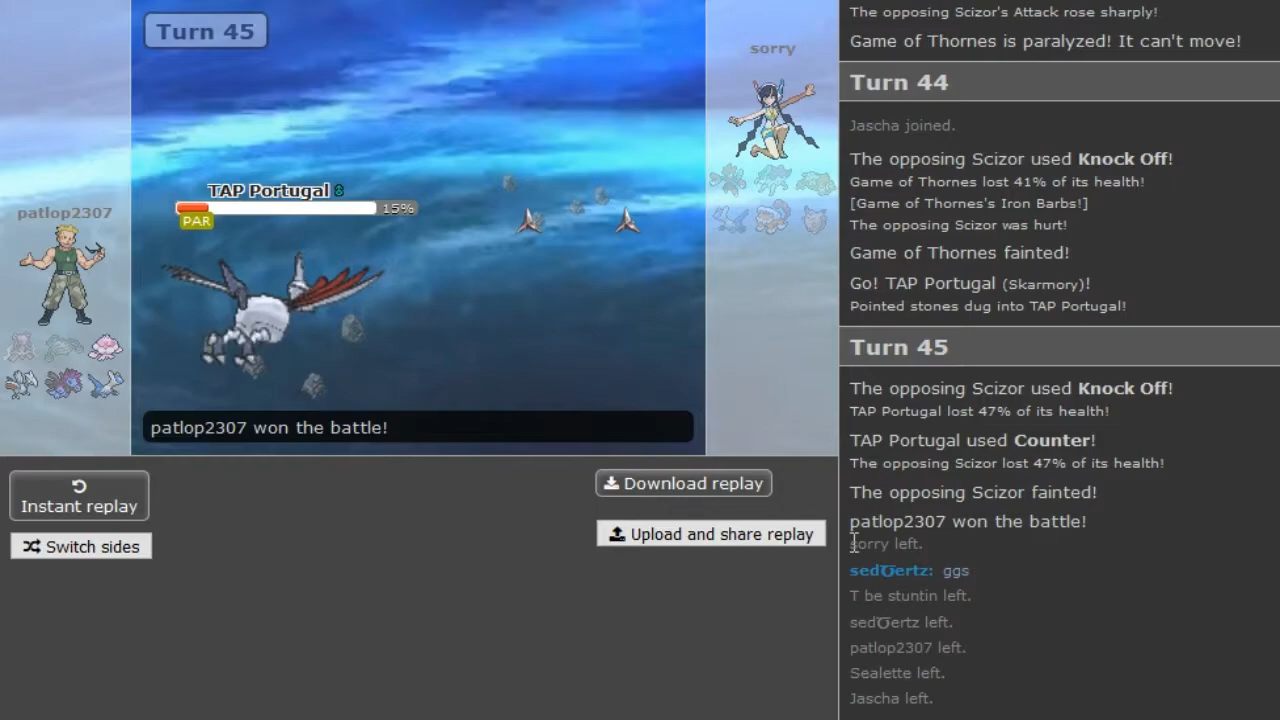 Turn 45
sorry
TAP Portugal
15%
PAR
patlop2307
patlop2307 won the battle!
Instant replay
Switch sides
Download replay
Upload and share replay
The opposing Scizor's Attack rose sharply!
Game of Thornes is paralyzed! It can't move!
Turn 44
Jascha joined.
The opposing Scizor used Knock Off!
Game of Thornes lost 41% of its health!
[Game of Thornes's Iron Barbs!]
The opposing Scizor was hurt!
Game of Thornes fainted!
Go! TAP Portugal (Skarmory)!
Pointed stones dug into TAP Portugal!
Turn 45
The opposing Scizor used Knock Off!
TAP Portugal lost 47% of its health!
TAP Portugal used Counter!
The opposing Scizor lost 47% of its health!
The opposing Scizor fainted!
patlop2307 won the battle!
sorry left.
sedƱertz: ggs
T be stuntin left.
sedƱertz left.
patlop2307 left.
Sealette left.
Jascha left.